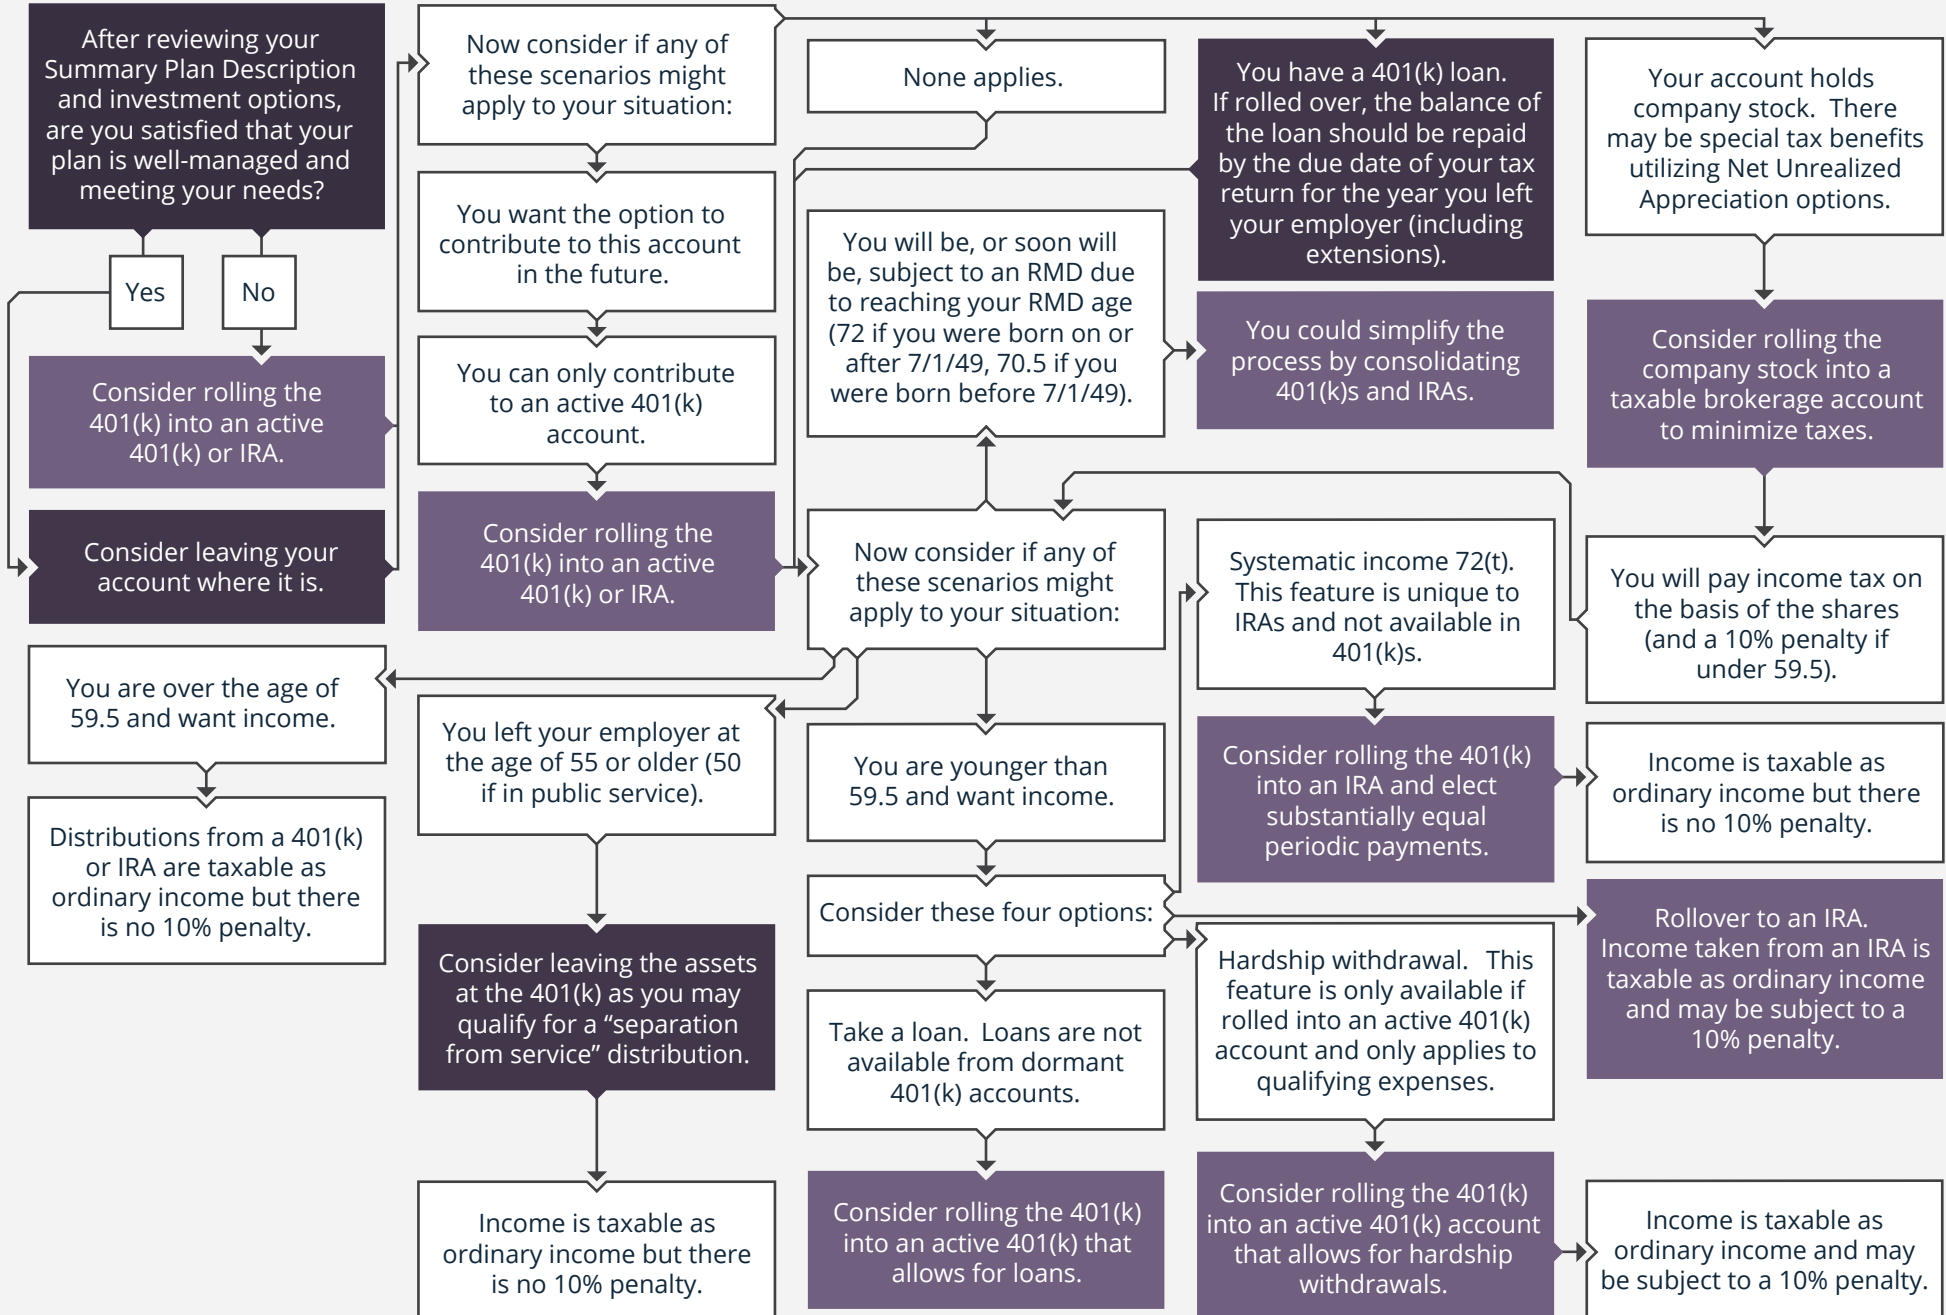 After reviewing your
Summary Plan Description
and investment options,
are you satisfied that your
plan is well-managed and
meeting your needs?
Yes
No
Consider rolling the
401(k) into an active
401(k) or IRA.
Consider leaving your
account where it is.
Now consider if any of
these scenarios might
apply to your situation:
You want the option to
contribute to this account
in the future.
You can only contribute
to an active 401(k)
account.
Consider rolling the
401(k) into an active
401(k) or IRA.
None applies.
You have a 401(k) loan.
If rolled over, the balance of
the loan should be repaid
by the due date of your tax
return for the year you left
your employer (including
extensions).
Your account holds
company stock.  There
may be special tax benefits
utilizing Net Unrealized
Appreciation options.
Consider rolling the
company stock into a
taxable brokerage account
to minimize taxes.
You will pay income tax on
the basis of the shares
(and a 10% penalty if
under 59.5).
Now consider if any of
these scenarios might
apply to your situation:
You will be, or soon will
be, subject to an RMD due
to reaching your RMD age
(72 if you were born on or
after 7/1/49, 70.5 if you
were born before 7/1/49).
You could simplify the
process by consolidating
401(k)s and IRAs.
You are over the age of
59.5 and want income.
Distributions from a 401(k)
or IRA are taxable as
ordinary income but there
is no 10% penalty.
You left your employer at
the age of 55 or older (50
if in public service).
Consider leaving the assets
at the 401(k) as you may
qualify for a “separation
from service” distribution.
Income is taxable as
ordinary income but there
is no 10% penalty.
You are younger than
59.5 and want income.
Consider these four options:
Systematic income 72(t).
This feature is unique to
IRAs and not available in
401(k)s.
Consider rolling the 401(k)
into an IRA and elect
substantially equal
periodic payments.
Income is taxable as
ordinary income but there
is no 10% penalty.
Rollover to an IRA.
Income taken from an IRA is
taxable as ordinary income
and may be subject to a
10% penalty.
Hardship withdrawal.  This
feature is only available if
rolled into an active 401(k)
account and only applies to
qualifying expenses.
Consider rolling the 401(k)
into an active 401(k) account
that allows for hardship
withdrawals.
Income is taxable as
ordinary income and may
be subject to a 10% penalty.
Take a loan.  Loans are not
available from dormant
401(k) accounts.
Consider rolling the 401(k)
into an active 401(k) that
allows for loans.